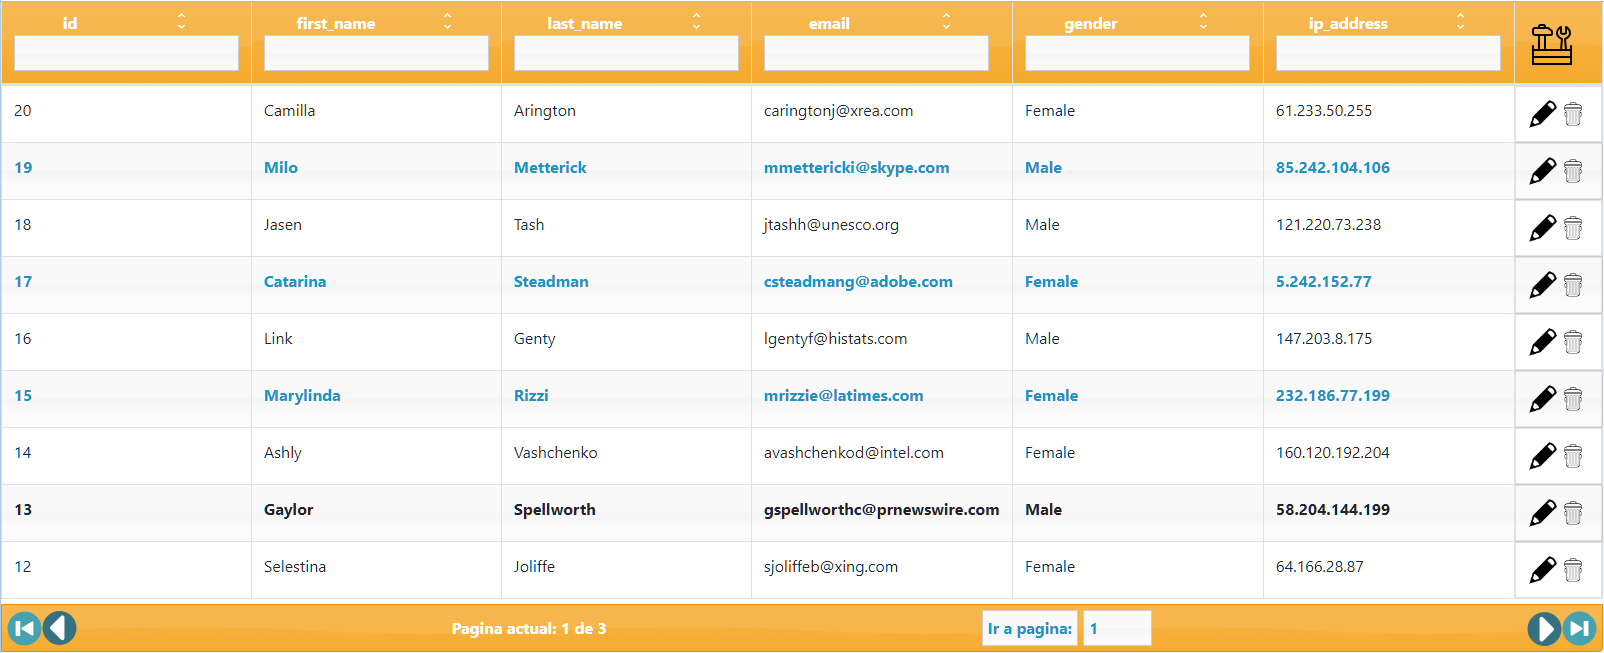 id first_name last_name email gender ip_address
20 Camilla Arington caringtonj@xrea.com Female 61.233.50.255
19 Milo Metterick mmettericki@skype.com Male 85.242.104.106
18 Jasen Tash jtashh@unesco.org Male 121.220.73.238
17 Catarina Steadman csteadmang@adobe.com Female 5.242.152.77
16 Link Genty lgentyf@histats.com Male 147.203.8.175
15 Marylinda Rizzi mrizzie@latimes.com Female 232.186.77.199
14 Ashly Vashchenko avashchenkod@intel.com Female 160.120.192.204
13 Gaylor Spellworth gspellworthc@prnewswire.com Male 58.204.144.199
12 Selestina Joliffe sjoliffeb@xing.com Female 64.166.28.87
Pagina actual: 1 de 3 Ir a pagina: 1